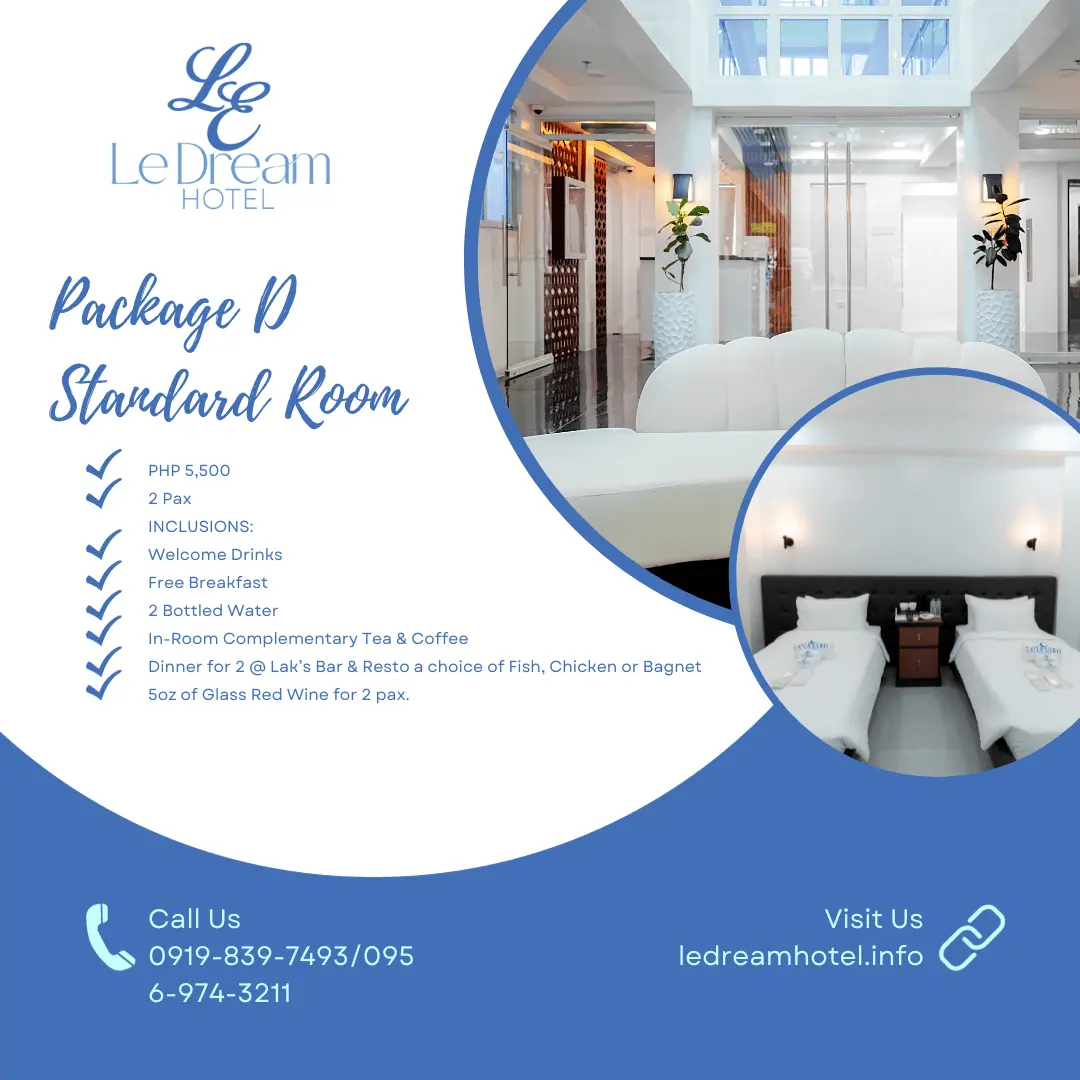 LE
Le Dream
HOTEL
Package D
Standard Room
PHP 5,500
2 Pax
INCLUSIONS:
Welcome Drinks
Free Breakfast
2 Bottled Water
In-Room Complementary Tea & Coffee
Dinner for 2 @ Lak's Bar & Resto a choice of Fish, Chicken or Bagnet
5oz of Glass Red Wine for 2 pax.
Call Us
0919-839-7493/095
6-974-3211
Visit Us
ledreamhotel.info